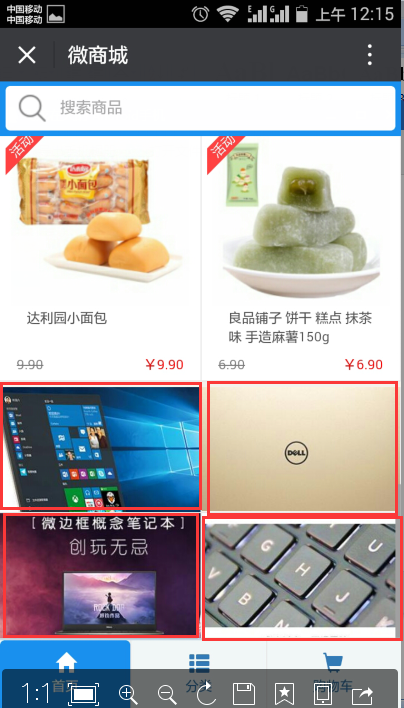 中国移动 上午 12:15
中国移动
微商城
搜索商品
活动 活动
达利园小面包
良品铺子 饼干 糕点 抹茶
味 手造麻薯150g
9.90 ￥9.90 6.90 ￥6.90
DELL
[ 微边框概念笔记本 ]
创玩无忌
G H J Y U
首页 分类 购物车
1:1